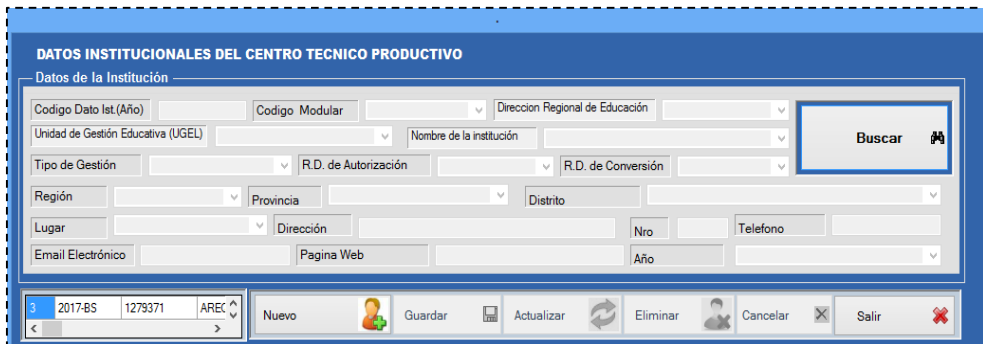 DATOS INSTITUCIONALES DEL CENTRO TECNICO PRODUCTIVO
Datos de la Institución
Codigo Dato Ist.(Año) Codigo Modular Direccion Regional de Educación
Unidad de Gestión Educativa (UGEL) Nombre de la institución
Buscar
Tipo de Gestión R.D. de Autorización R.D. de Conversión
Región Provincia Distrito
Lugar Dirección Nro Telefono
Email Electrónico Pagina Web Año
3 2017-BS 1279371 AREC
Nuevo Guardar Actualizar Eliminar Cancelar Salir